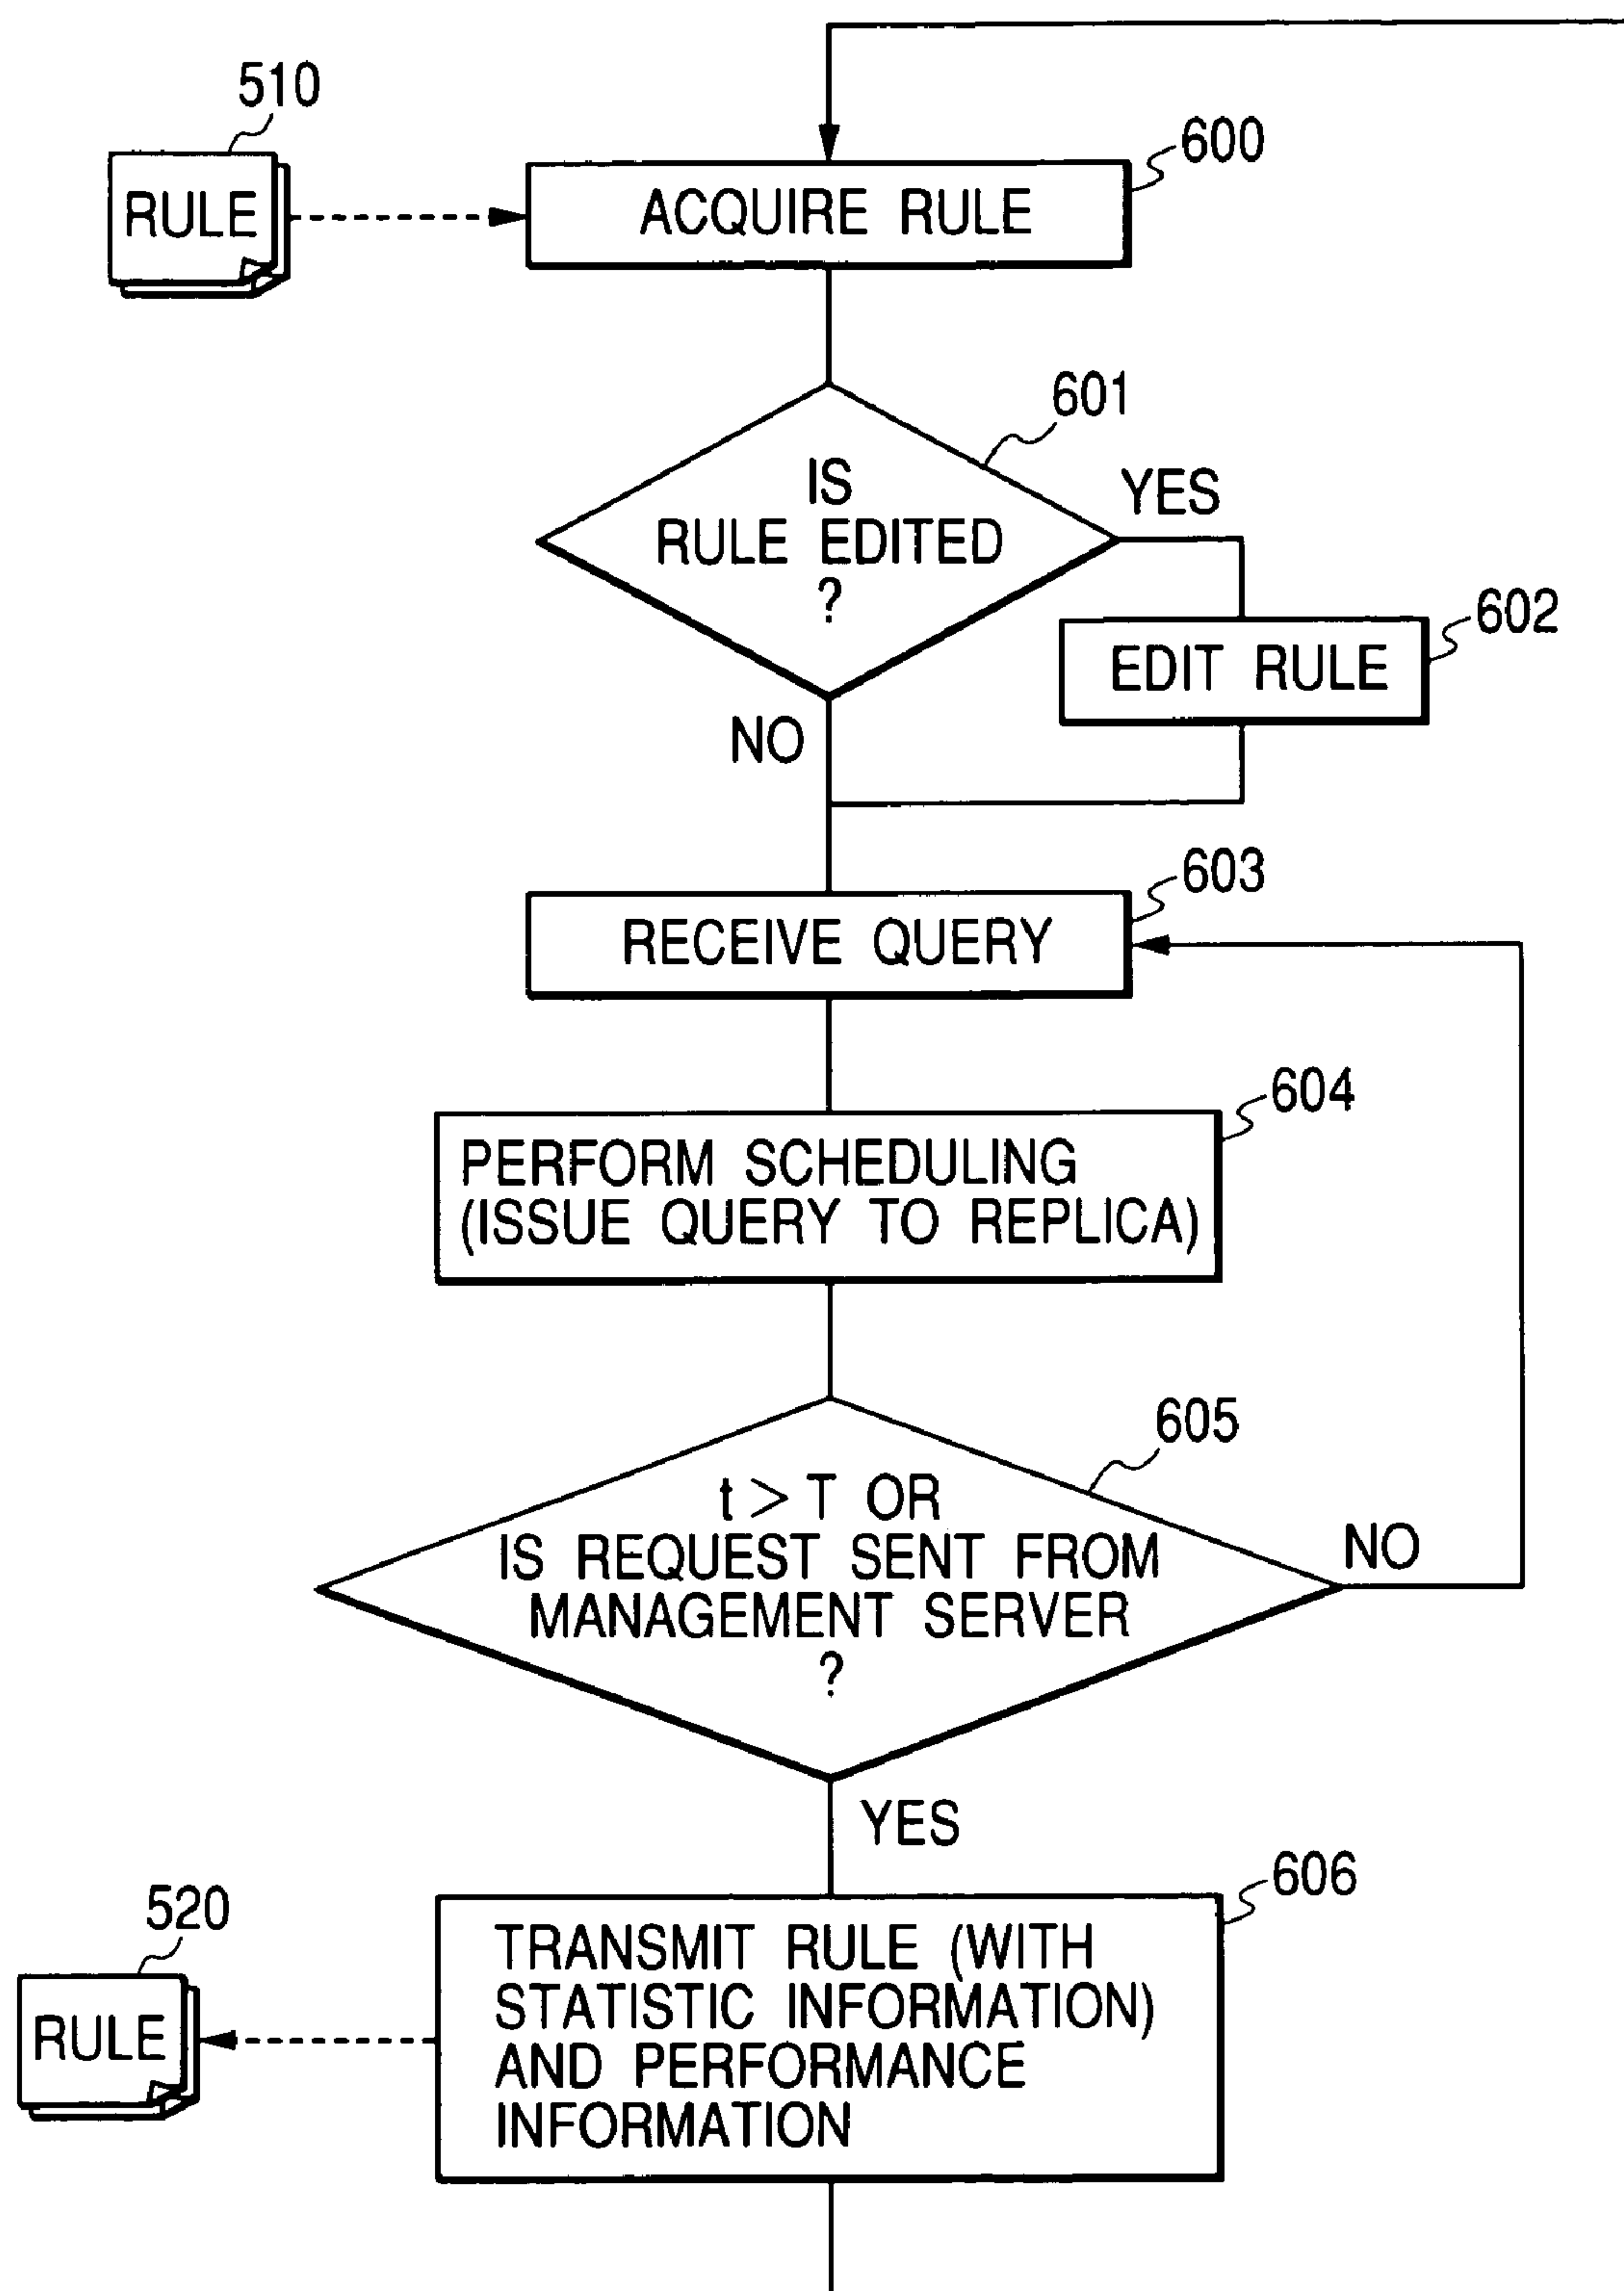 510
RULE
600
ACQUIRE RULE
601
IS
RULE EDITED
?
YES
602
EDIT RULE
NO
603
RECEIVE QUERY
604
PERFORM SCHEDULING
(ISSUE QUERY TO REPLICA)
605
t > T OR
IS REQUEST SENT FROM
MANAGEMENT SERVER
?
NO
YES
606
520
RULE
TRANSMIT RULE (WITH
STATISTIC INFORMATION)
AND PERFORMANCE
INFORMATION